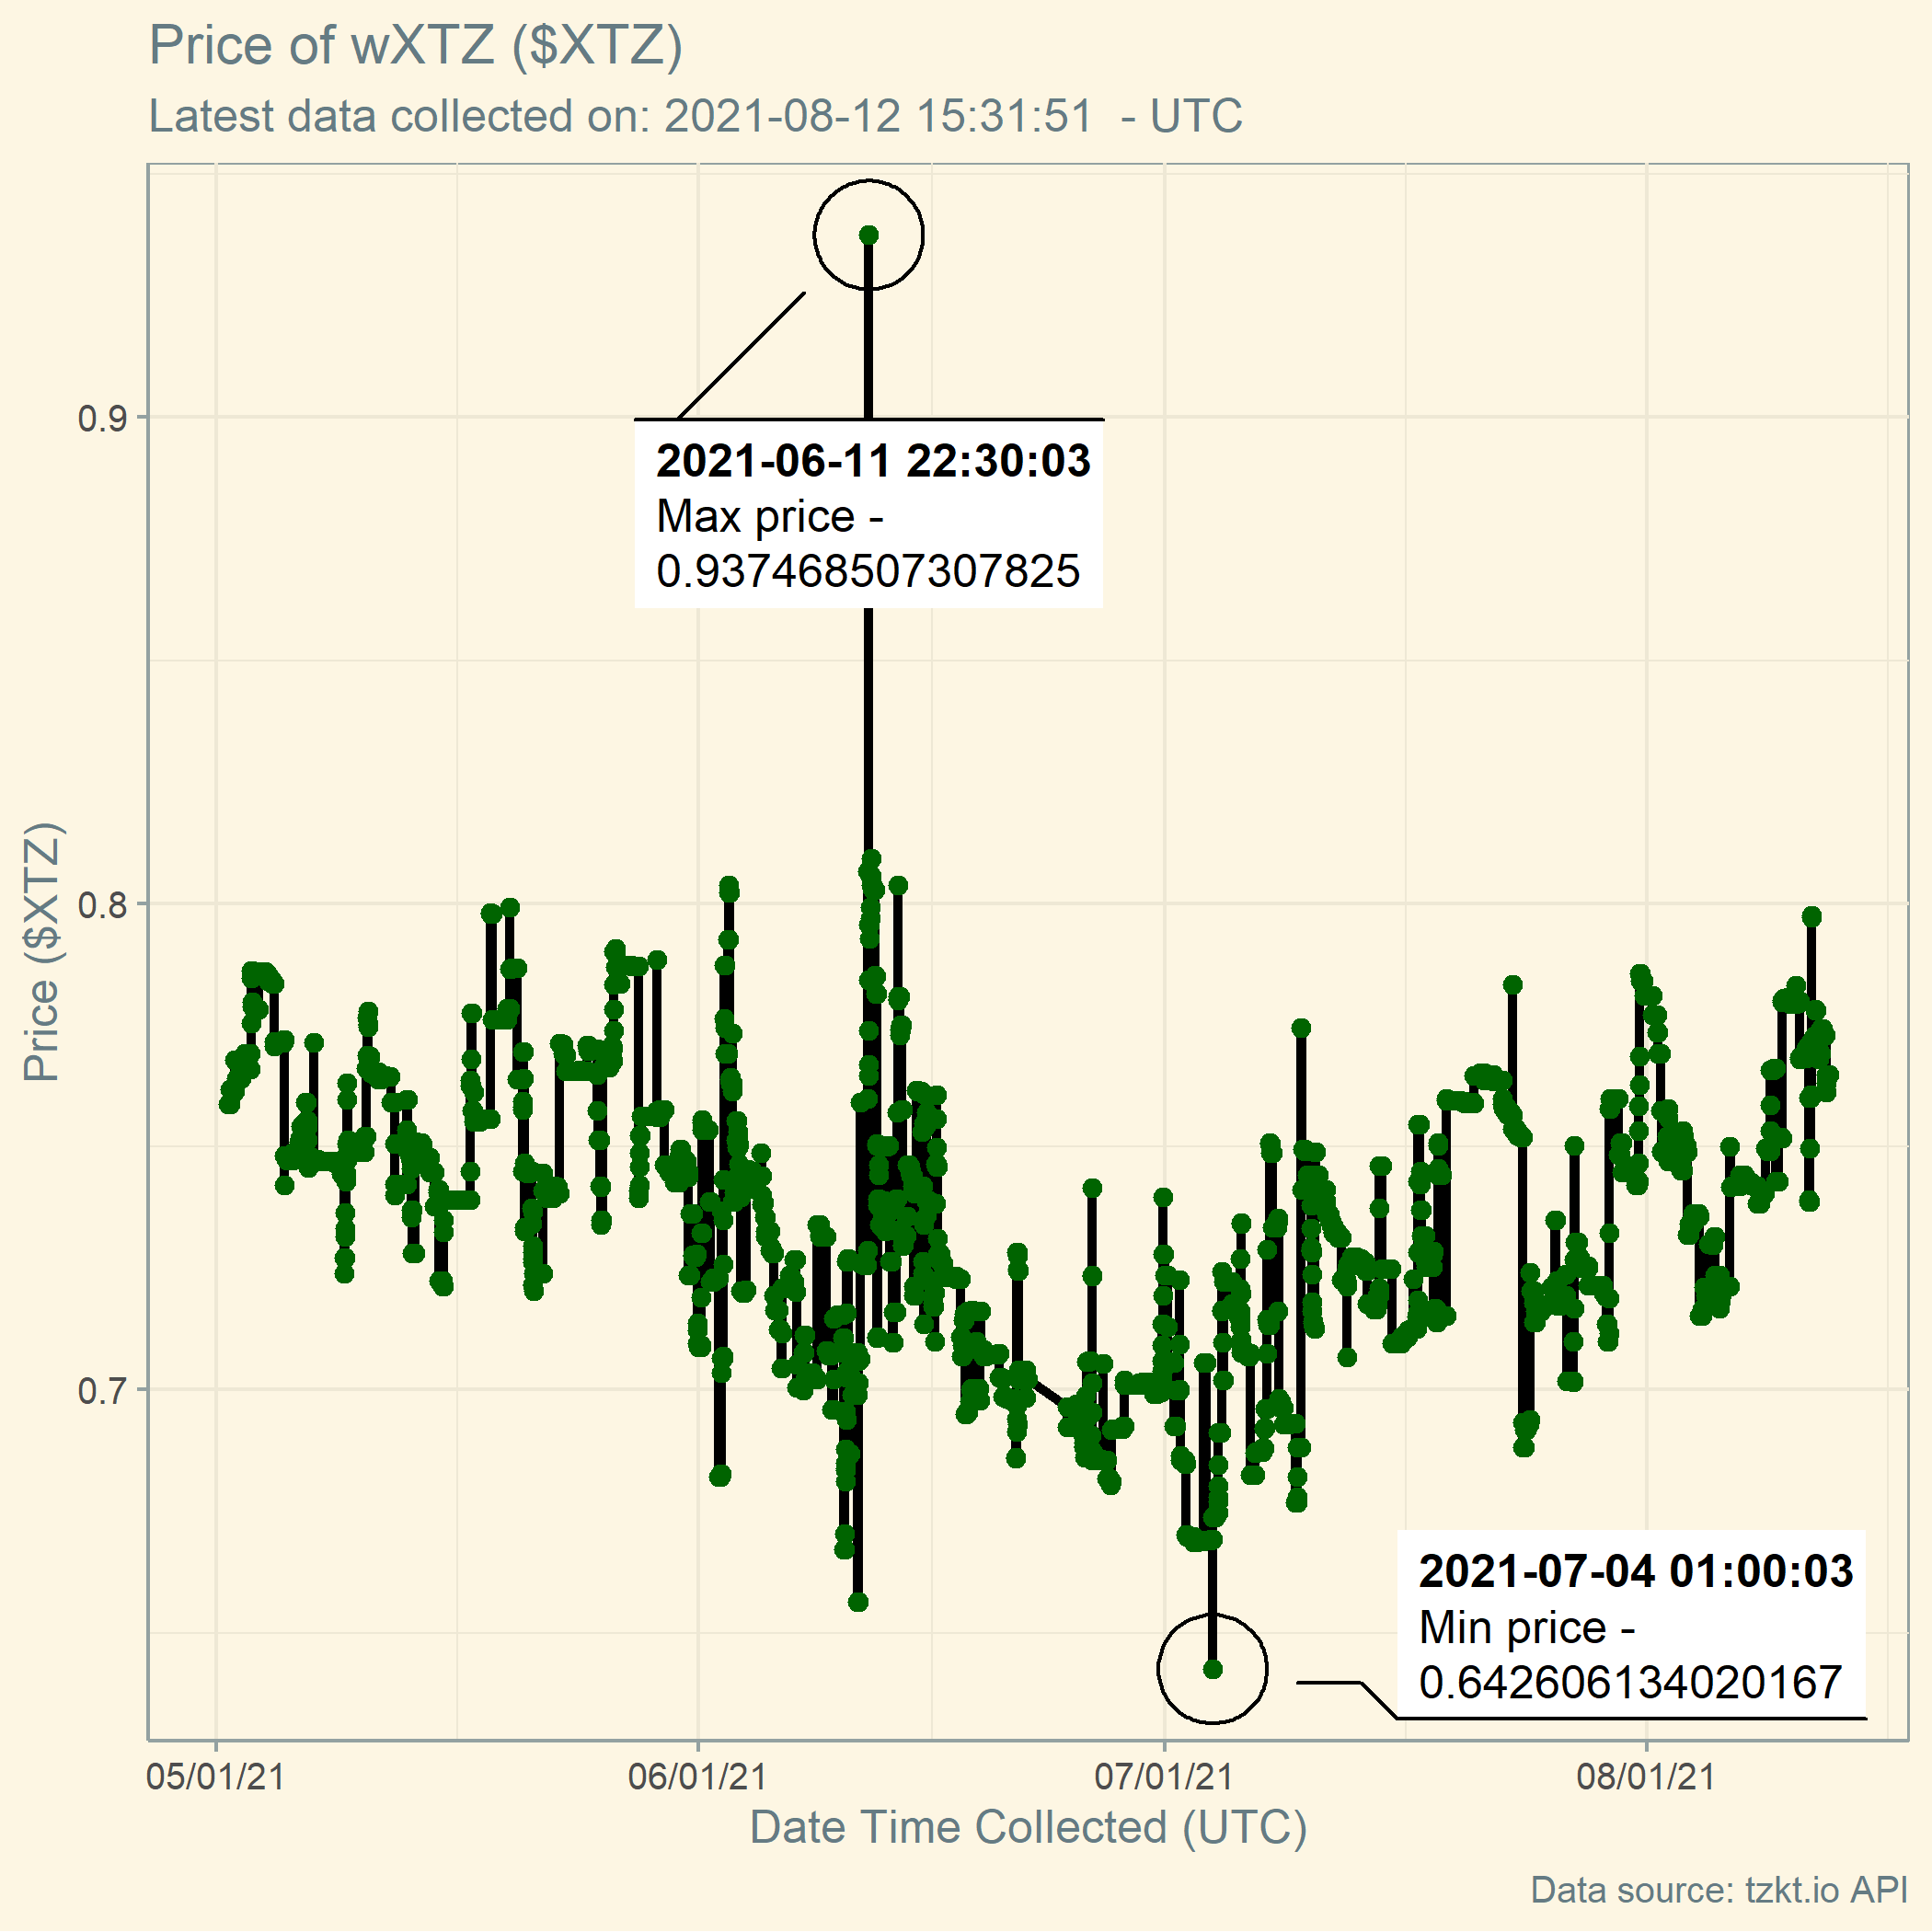 Price of wXTZ ($XTZ)
Latest data collected on: 2021-08-12 15:31:51  - UTC
0.9
0.8
0.7
Price ($XTZ)
2021-06-11 22:30:03
Max price -
0.937468507307825
2021-07-04 01:00:03
Min price -
0.642606134020167
05/01/21
06/01/21
07/01/21
08/01/21
Date Time Collected (UTC)
Data source: tzkt.io API